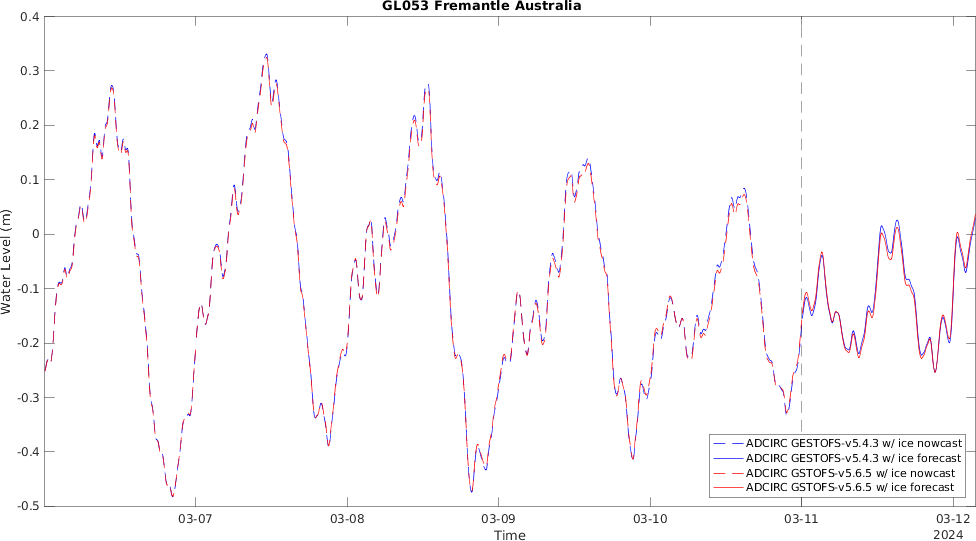 GL053 Fremantle Australia
Water Level (m)
0.4
0.3
0.2
0.1
0
-0.1
-0.2
-0.3
-0.4
-0.5
ADCIRC GESTOFS-v5.4.3 w/ ice nowcast
ADCIRC GESTOFS-v5.4.3 w/ ice forecast
ADCIRC GSTOFS-v5.6.5 w/ ice nowcast
ADCIRC GSTOFS-v5.6.5 w/ ice forecast
03-07 03-08 03-09 03-10 03-11 03-12
Time 2024